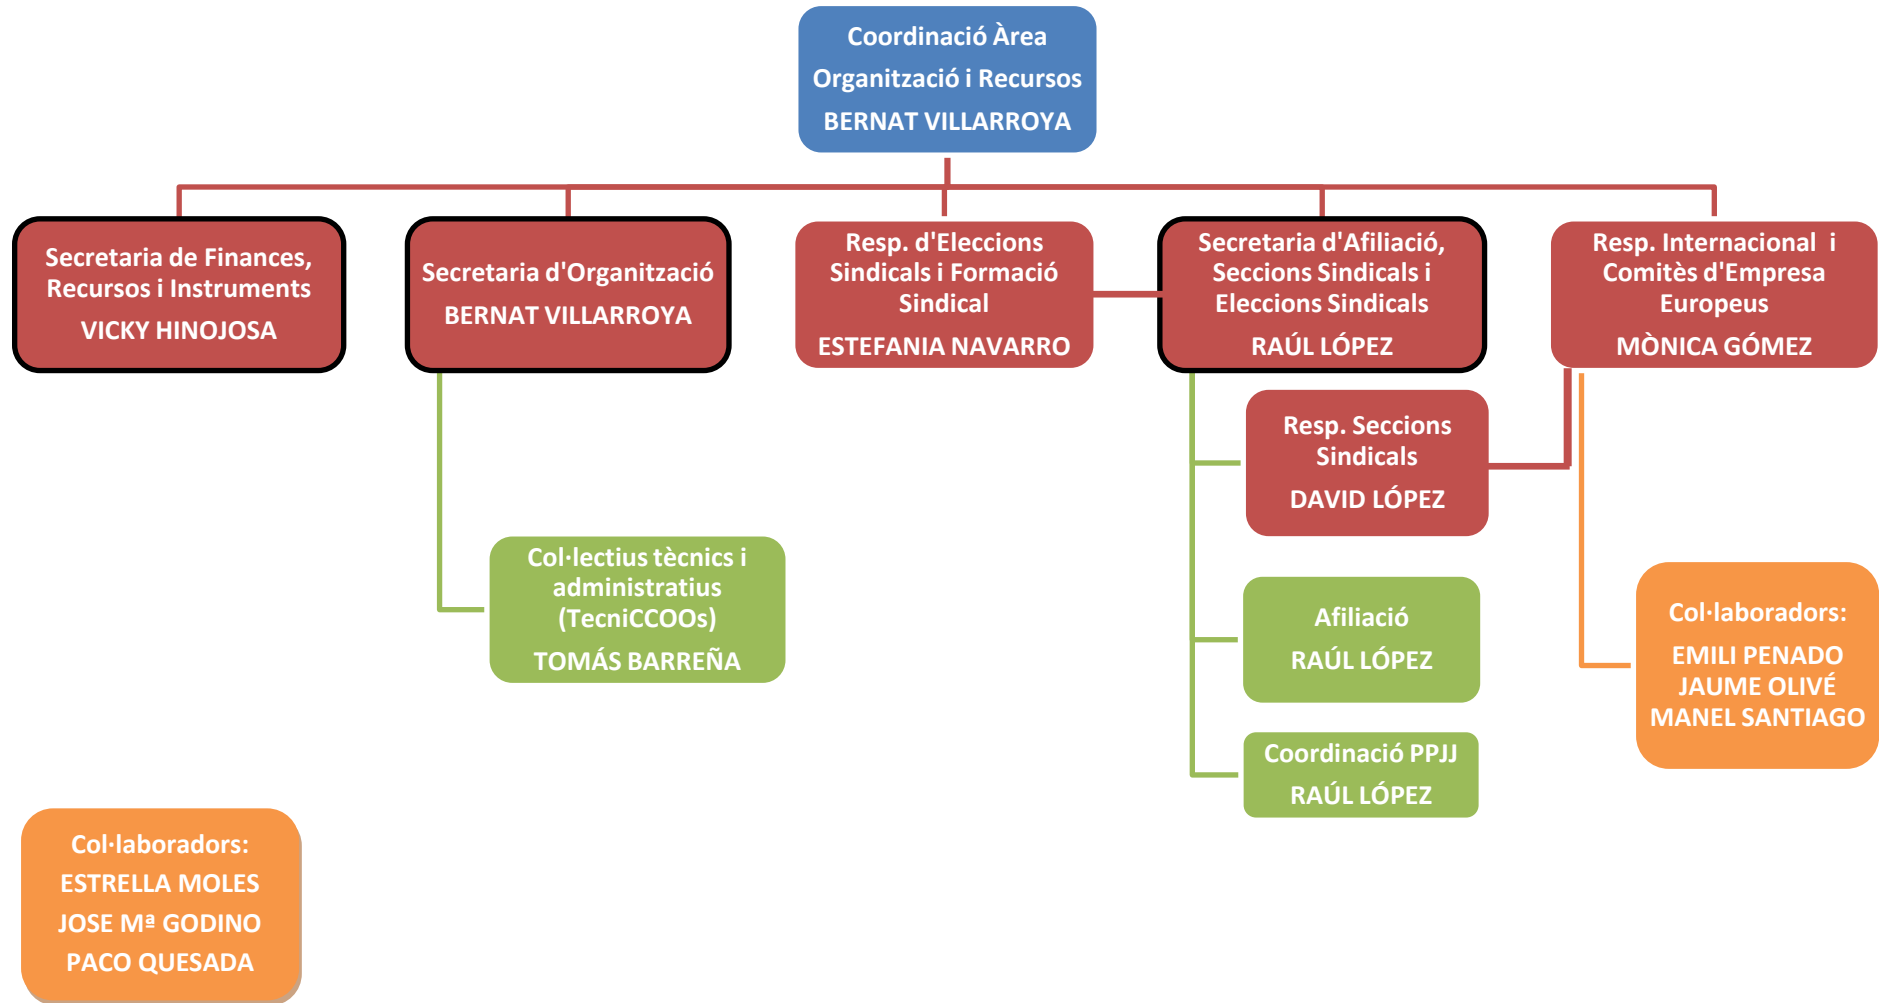 Coordinació Àrea
Organització i Recursos
BERNAT VILLARROYA
Secretaria de Finances,
Recursos i Instruments
VICKY HINOJOSA
Secretaria d'Organització
BERNAT VILLARROYA
Resp. d'Eleccions
Sindicals i Formació
Sindical
ESTEFANIA NAVARRO
Secretaria d'Afiliació,
Seccions Sindicals i
Eleccions Sindicals
RAÚL LÓPEZ
Resp. Internacional i
Comitès d'Empresa
Europeus
MÒNICA GÓMEZ
Resp. Seccions
Sindicals
DAVID LÓPEZ
Col·lectius tècnics i
administratius
(TecniCCOOs)
TOMÁS BARREÑA
Afiliació
RAÚL LÓPEZ
Col·laboradors:
EMILI PENADO
JAUME OLIVÉ
MANEL SANTIAGO
Coordinació PPJJ
RAÚL LÓPEZ
Col·laboradors:
ESTRELLA MOLES
JOSE Mª GODINO
PACO QUESADA